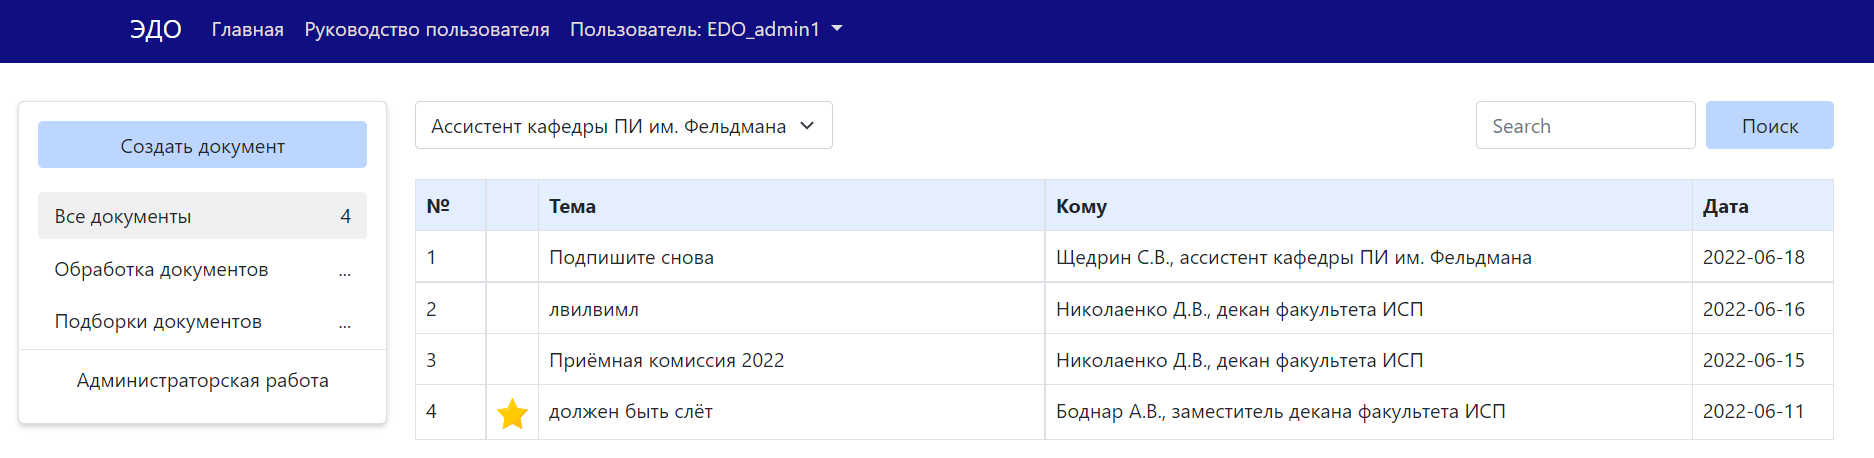 ЭДО Главная Руководство пользователя Пользователь: EDO_admin1
Создать документ
Все документы 4
Обработка документов ...
Подборки документов ...
Администраторская работа
Ассистент кафедры ПИ им. Фельдмана Search Поиск
№ Тема Кому Дата
1 Подпишите снова Щедрин С.В., ассистент кафедры ПИ им. Фельдмана 2022-06-18
2 лвилвимл Николаенко Д.В., декан факультета ИСП 2022-06-16
3 Приёмная комиссия 2022 Николаенко Д.В., декан факультета ИСП 2022-06-15
4 должен быть слёт Боднар А.В., заместитель декана факультета ИСП 2022-06-11